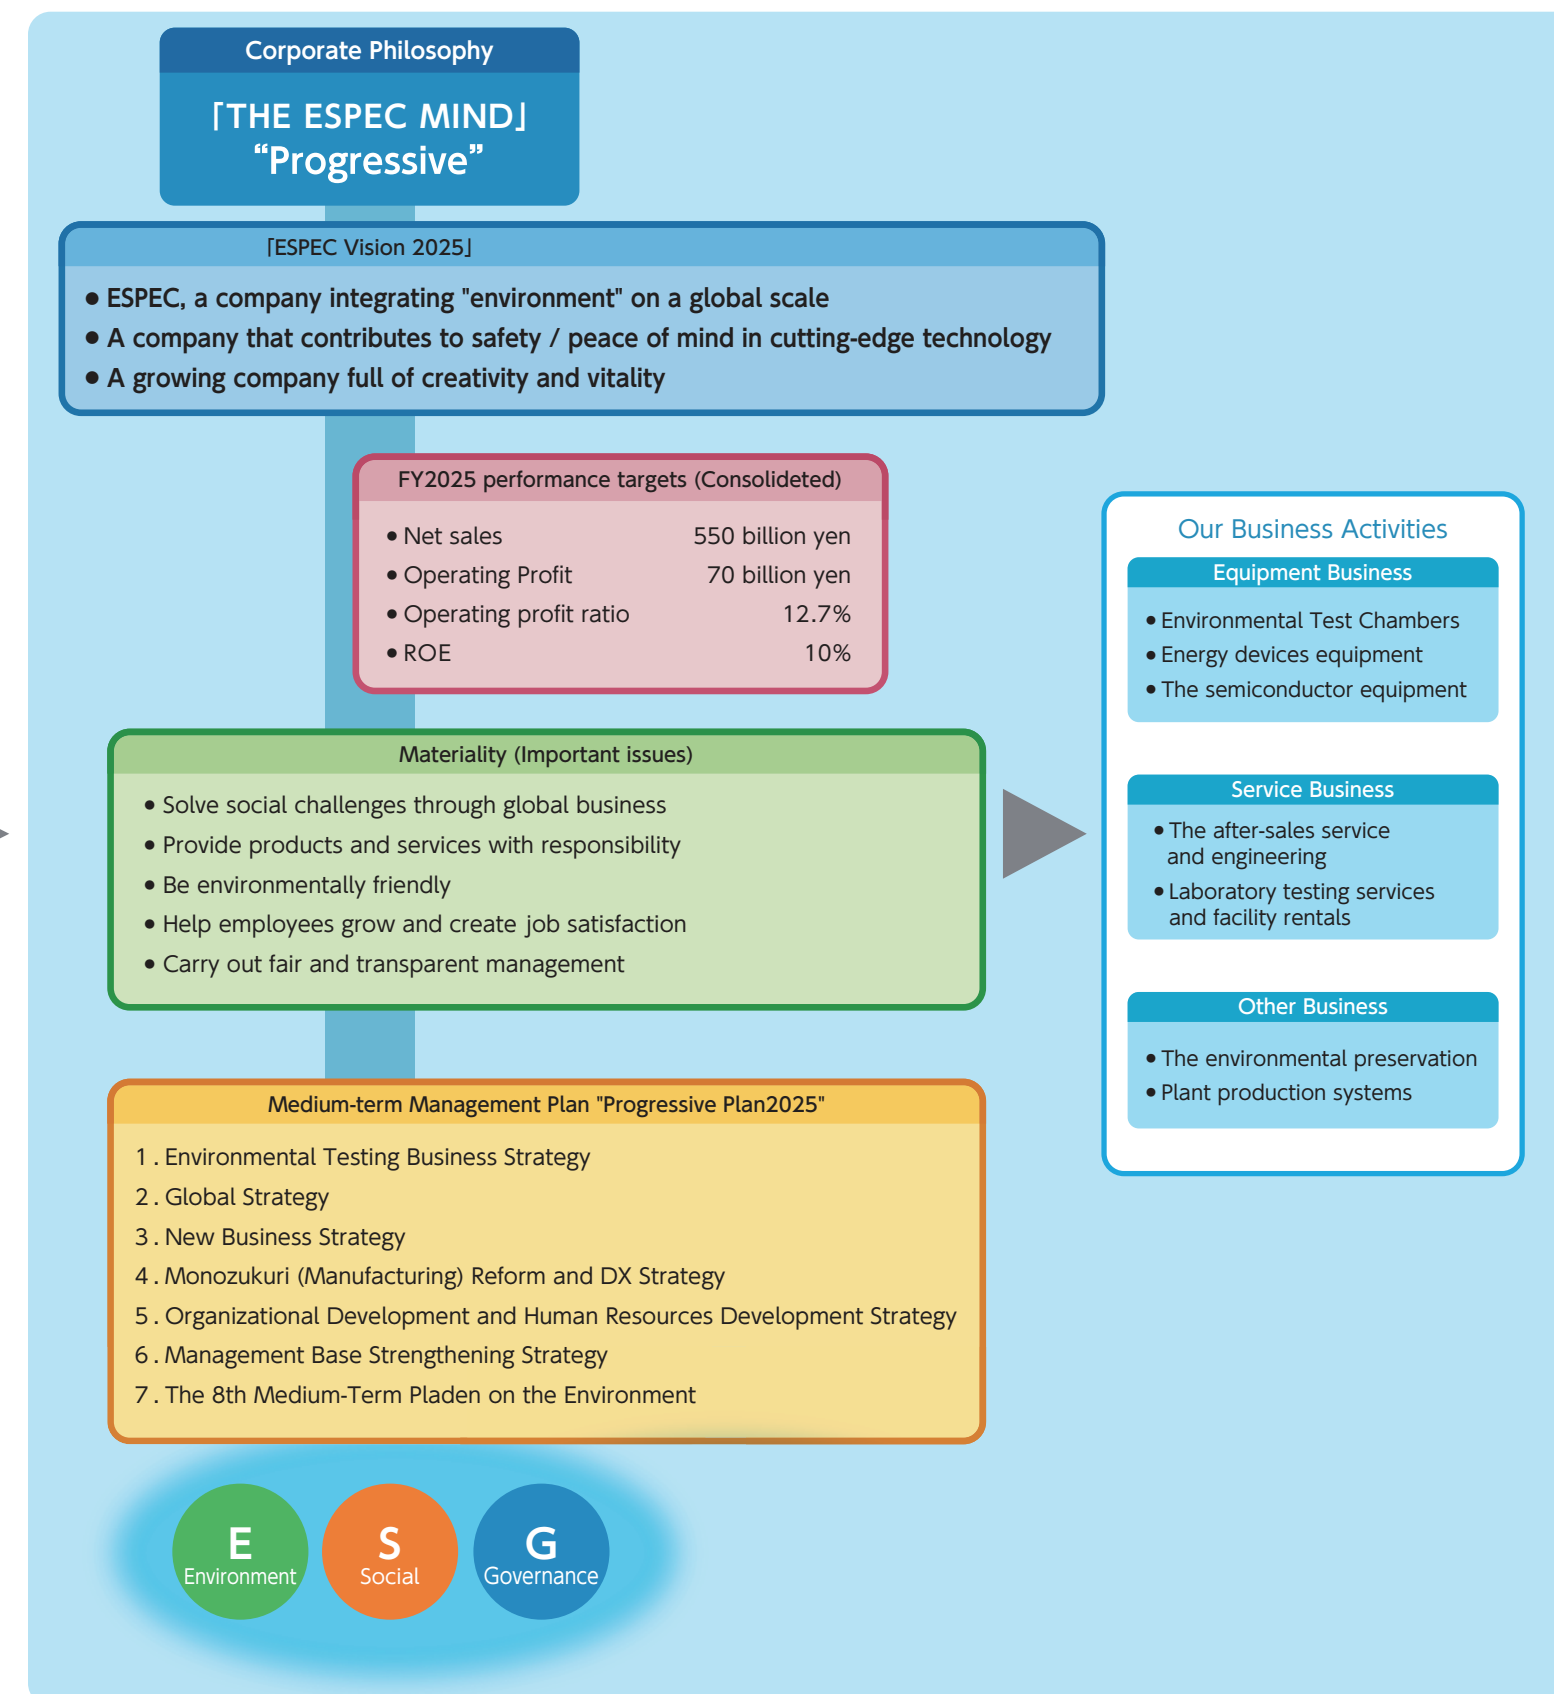 Corporate Philosophy
「THE ESPEC MIND」
“Progressive”
「ESPEC Vision 2025」
● ESPEC, a company integrating "environment" on a global scale
● A company that contributes to safety / peace of mind in cutting-edge technology
● A growing company full of creativity and vitality
FY2025 performance targets (Consolideted)
● Net sales 550 billion yen
● Operating Profit 70 billion yen
● Operating profit ratio 12.7%
● ROE 10%
Materiality (Important issues)
● Solve social challenges through global business
● Provide products and services with responsibility
● Be environmentally friendly
● Help employees grow and create job satisfaction
● Carry out fair and transparent management
Medium-term Management Plan "Progressive Plan2025"
1. Environmental Testing Business Strategy
2. Global Strategy
3. New Business Strategy
4. Monozukuri (Manufacturing) Reform and DX Strategy
5. Organizational Development and Human Resources Development Strategy
6. Management Base Strengthening Strategy
7. The 8th Medium-Term Pladen on the Environment
E
Environment
S
Social
G
Governance
Our Business Activities
Equipment Business
● Environmental Test Chambers
● Energy devices equipment
● The semiconductor equipment
Service Business
● The after-sales service
and engineering
● Laboratory testing services
and facility rentals
Other Business
● The environmental preservation
● Plant production systems